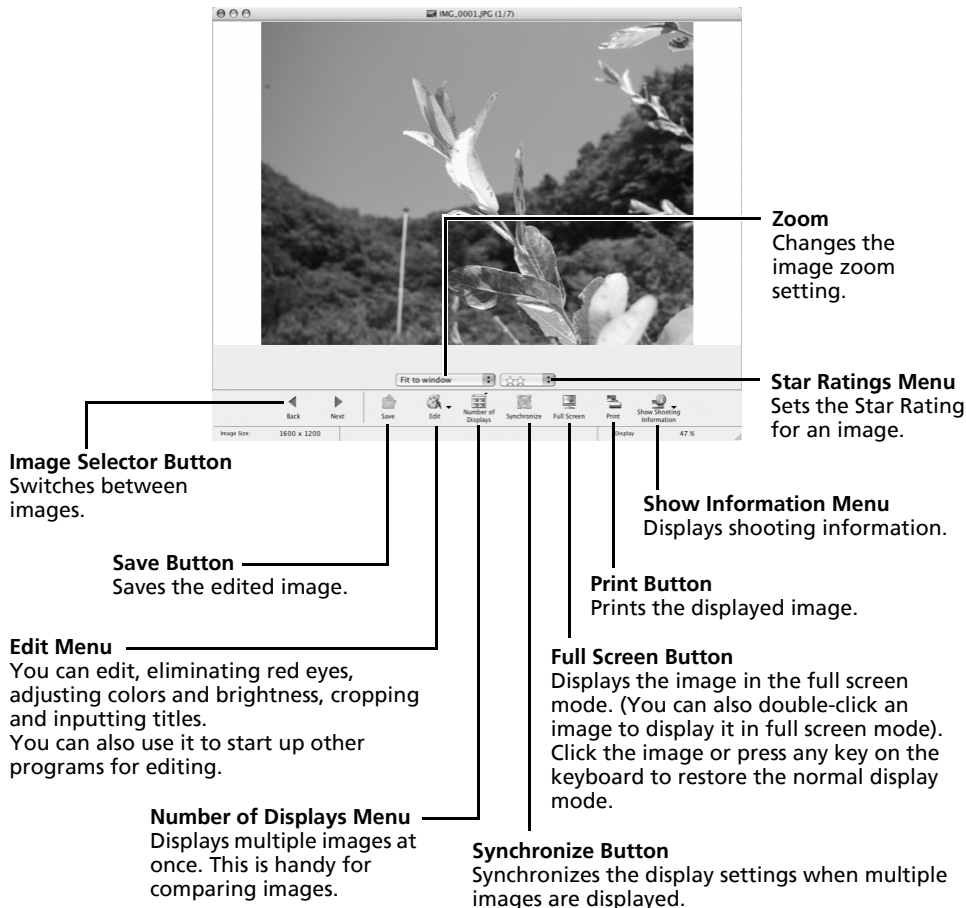 IMG_0001.JPG (1/7)
Zoom
Changes the
image zoom
setting.
Fit to window
Star Ratings Menu
Sets the Star Rating
for an image.
Back
Next
Save
Edit
Number of
Displays
Synchronize
Full Screen
Print
Show Shooting
Information
Image Size:
1600 x 1200
Display
47 %
Image Selector Button
Switches between
images.
Show Information Menu
Displays shooting information.
Save Button
Saves the edited image.
Print Button
Prints the displayed image.
Edit Menu
You can edit, eliminating red eyes,
adjusting colors and brightness, cropping
and inputting titles.
You can also use it to start up other
programs for editing.
Full Screen Button
Displays the image in the full screen
mode. (You can also double-click an
image to display it in full screen mode).
Click the image or press any key on the
keyboard to restore the normal display
mode.
Number of Displays Menu
Displays multiple images at
once. This is handy for
comparing images.
Synchronize Button
Synchronizes the display settings when multiple
images are displayed.